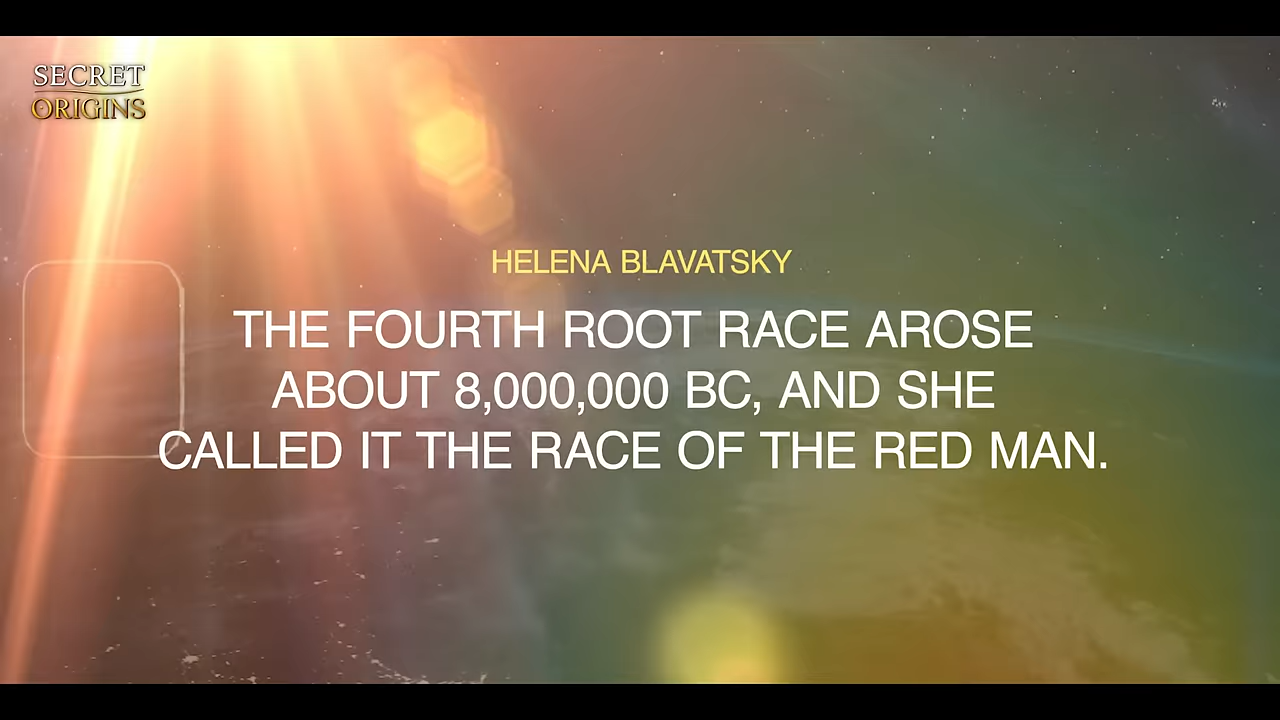 SECRET
ORIGINS
HELENA BLAVATSKY
THE FOURTH ROOT RACE AROSE
ABOUT 8,000,000 BC, AND SHE
CALLED IT THE RACE OF THE RED MAN.